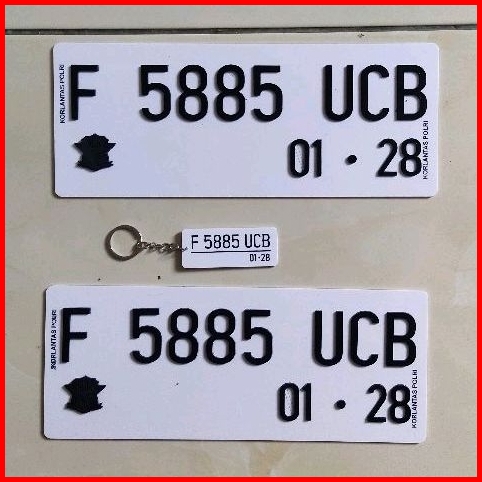 KORLANTAS POLRI
F 5885 UCB
01 • 28
KORLANTAS POLRI
F 5885 UCB
01-28
KORLANTAS POLRI
F 5885 UCB
01 • 28
KORLANTAS POLRI